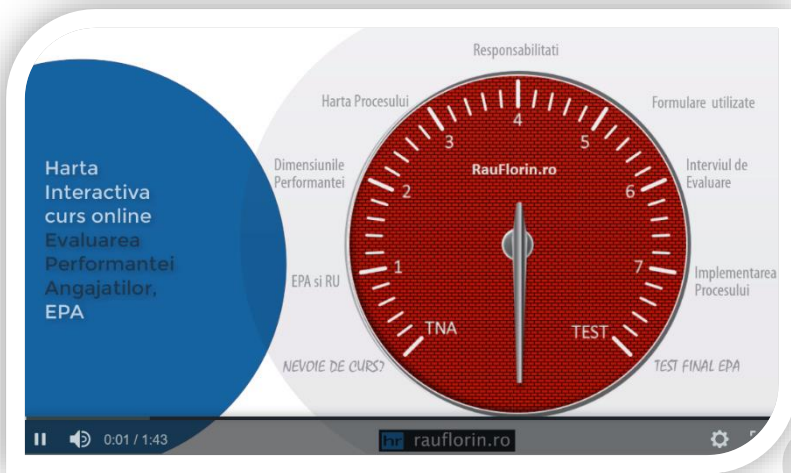 Harta
Interactiva
curs online
Evaluarea
Performantei
Angajatilor,
EPA
Responsabilitati
Harta Procesului
Formulare utilizate
Dimensiunile
Performantei
Interviul de
Evaluare
EPA si RU
Implementarea
Procesului
NEVOIE DE CURS?
TEST FINAL EPA
RauFlorin.ro
TNA
1
2
3
4
5
6
7
TEST
0:01 / 1:43
hr rauflorin.ro